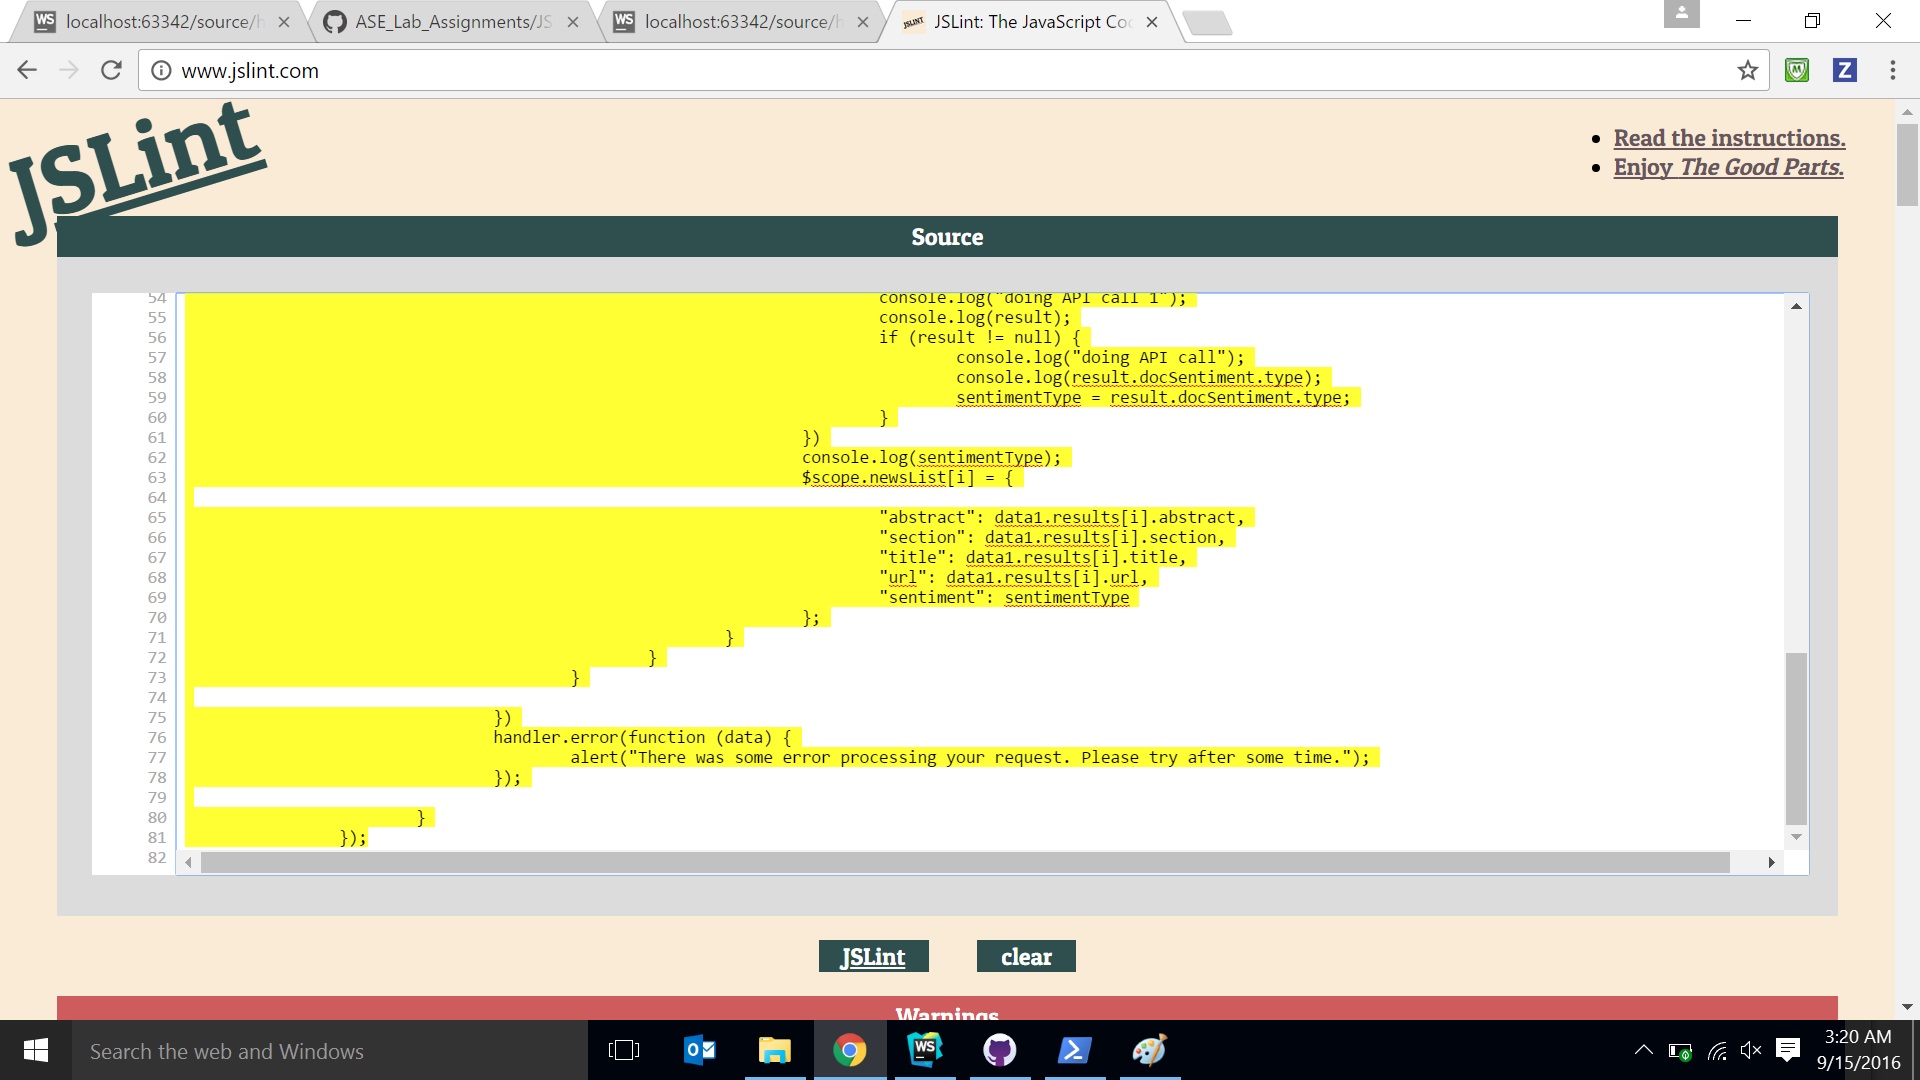 localhost:63342/source/h
ASE_Lab_Assignments/JS
localhost:63342/source/h
JSLINT JSLint: The JavaScript Co
www.jslint.com
JSLint
Read the instructions.
Enjoy The Good Parts.
Source
54 console.log("doing API call 1");
55 console.log(result);
56 if (result != null) {
57 console.log("doing API call");
58 console.log(result.docSentiment.type);
59 sentimentType = result.docSentiment.type;
60 }
61 })
62 console.log(sentimentType);
63 $scope.newsList[i] = {
64
65 "abstract": data1.results[i].abstract,
66 "section": data1.results[i].section,
67 "title": data1.results[i].title,
68 "url": data1.results[i].url,
69 "sentiment": sentimentType
70 };
71 }
72 }
73 }
74
75 })
76 handler.error(function (data) {
77 alert("There was some error processing your request. Please try after some time.");
78 });
79
80 }
81 });
82
JSLint clear
Warnings
Search the web and Windows
3:20 AM
9/15/2016